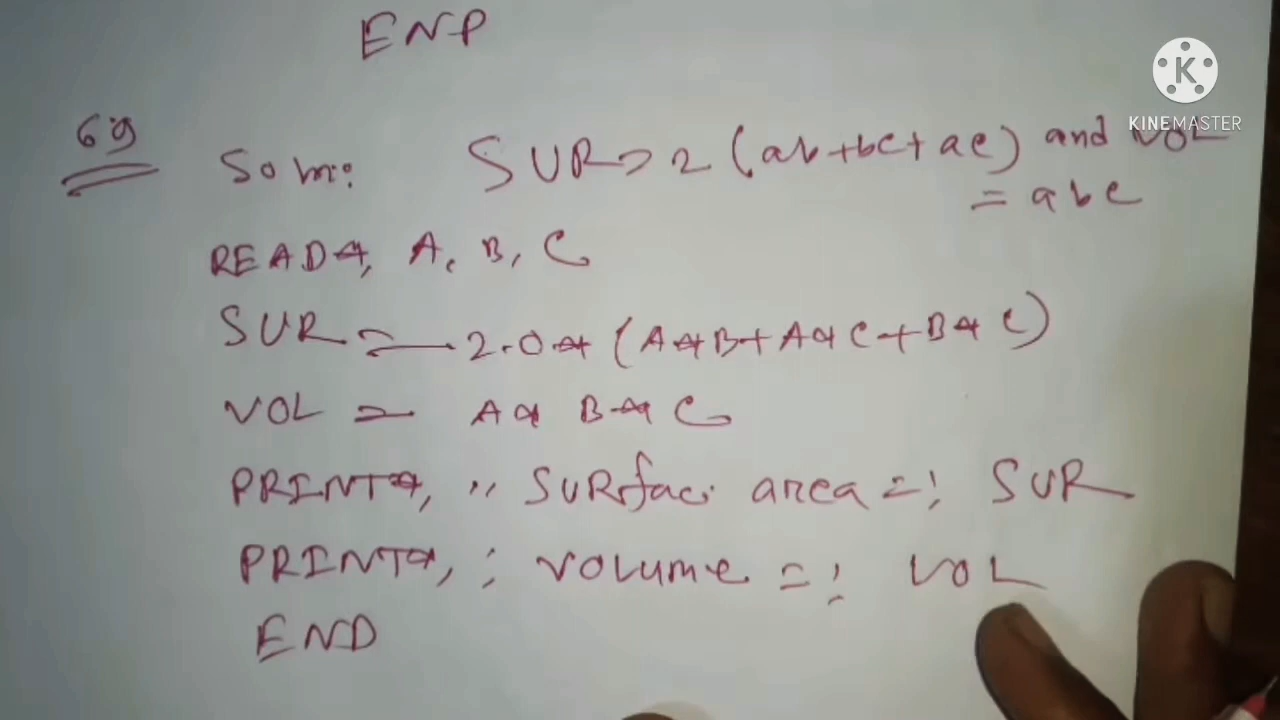 END
KINEMASTER
69
Soln: SUR = 2 (ab+bc+ac) and VOL
= abc
READ*, A, B, C
SUR = 2.0* (A*B+A*C+B*C)
VOL = A* B*C
PRINT*, " SURface area =; SUR
PRINT*, ; volume =; VOL
END